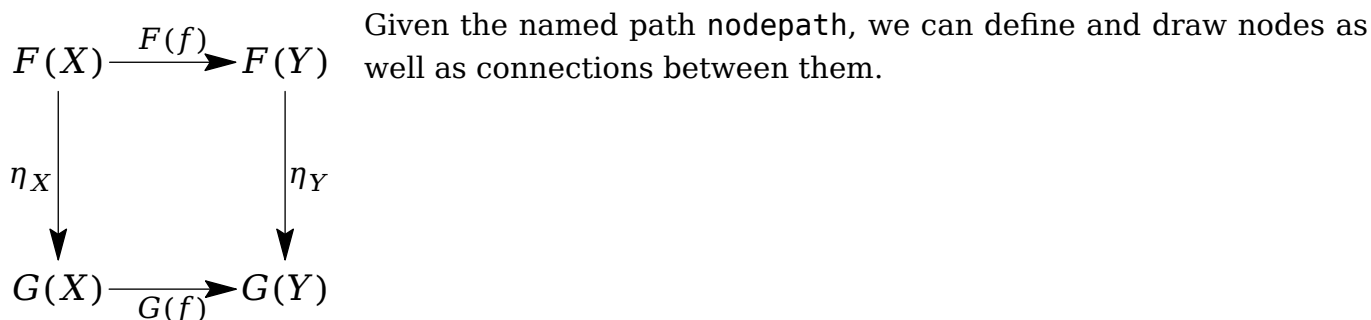 F(f)
F(X) F(Y)
η_X η_Y
G(X) G(Y)
G(f)
Given the named path nodepath, we can define and draw nodes as
well as connections between them.